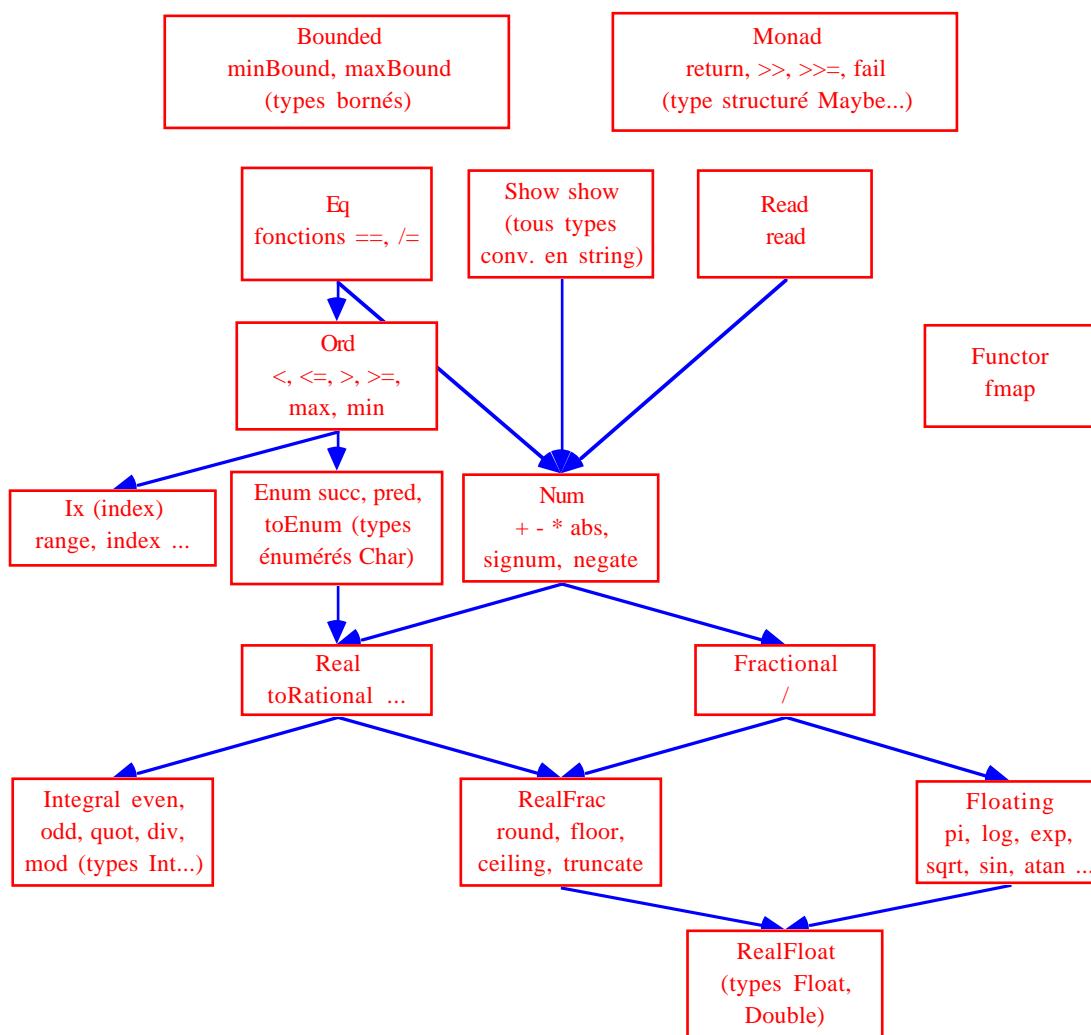 Bounded
minBound, maxBound
(types bornés)
Monad
return, >>, >>=, fail
(type structuré Maybe...)
Eq
fonctions ==, /=
Show show
(tous types
conv. en string)
Read
read
Ord
<, <=, >, >=,
max, min
Functor
fmap
Ix (index)
range, index ...
Enum succ, pred,
toEnum (types
énumérés Char)
Num
+ - * abs,
signum, negate
Real
toRational ...
Fractional
/
Integral even,
odd, quot, div,
mod (types Int...)
RealFrac
round, floor,
ceiling, truncate
Floating
pi, log, exp,
sqrt, sin, atan ...
RealFloat
(types Float,
Double)